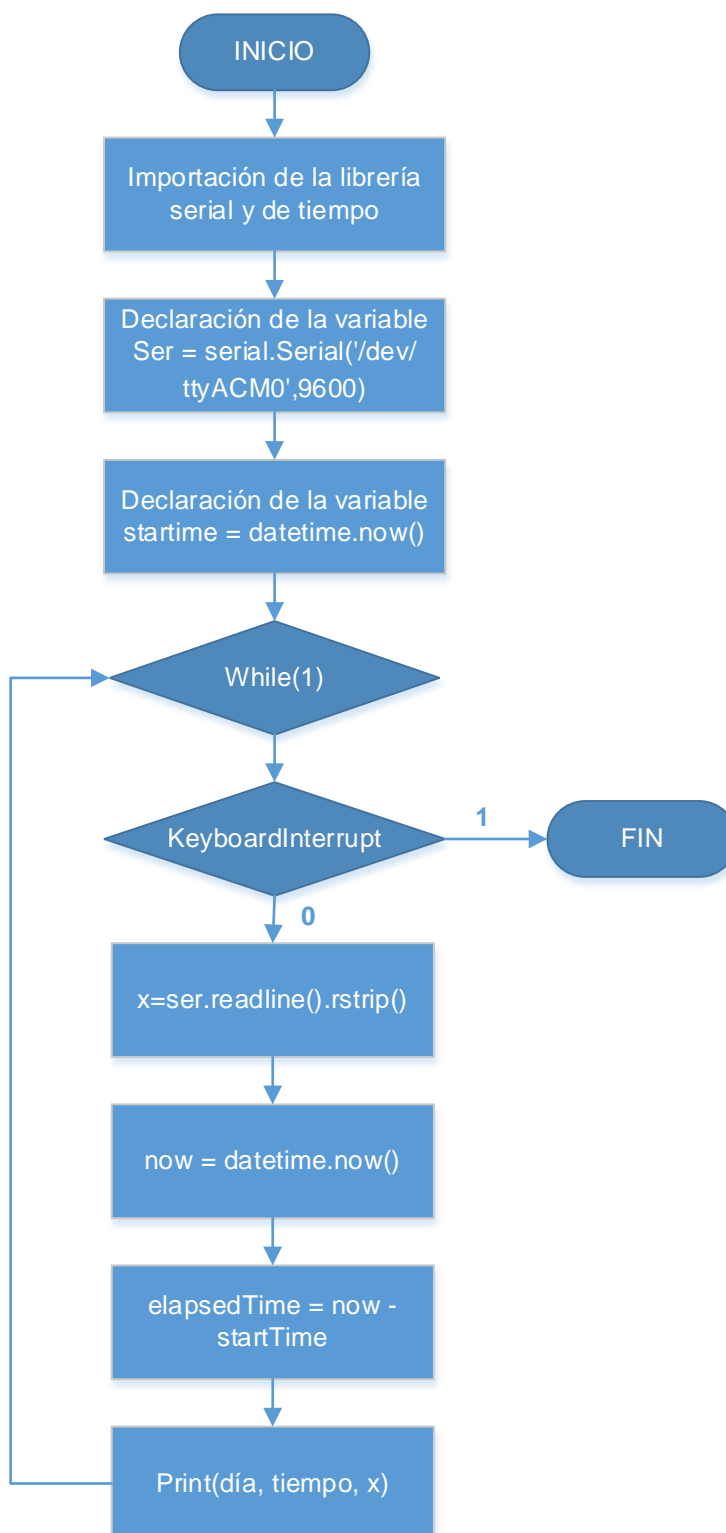 INICIO
Importación de la librería
serial y de tiempo
Declaración de la variable
Ser = serial.Serial('/dev/
ttyACM0',9600)
Declaración de la variable
startime = datetime.now()
While(1)
KeyboardInterrupt
1
FIN
0
x=ser.readline().rstrip()
now = datetime.now()
elapsedTime = now -
startTime
Print(día, tiempo, x)